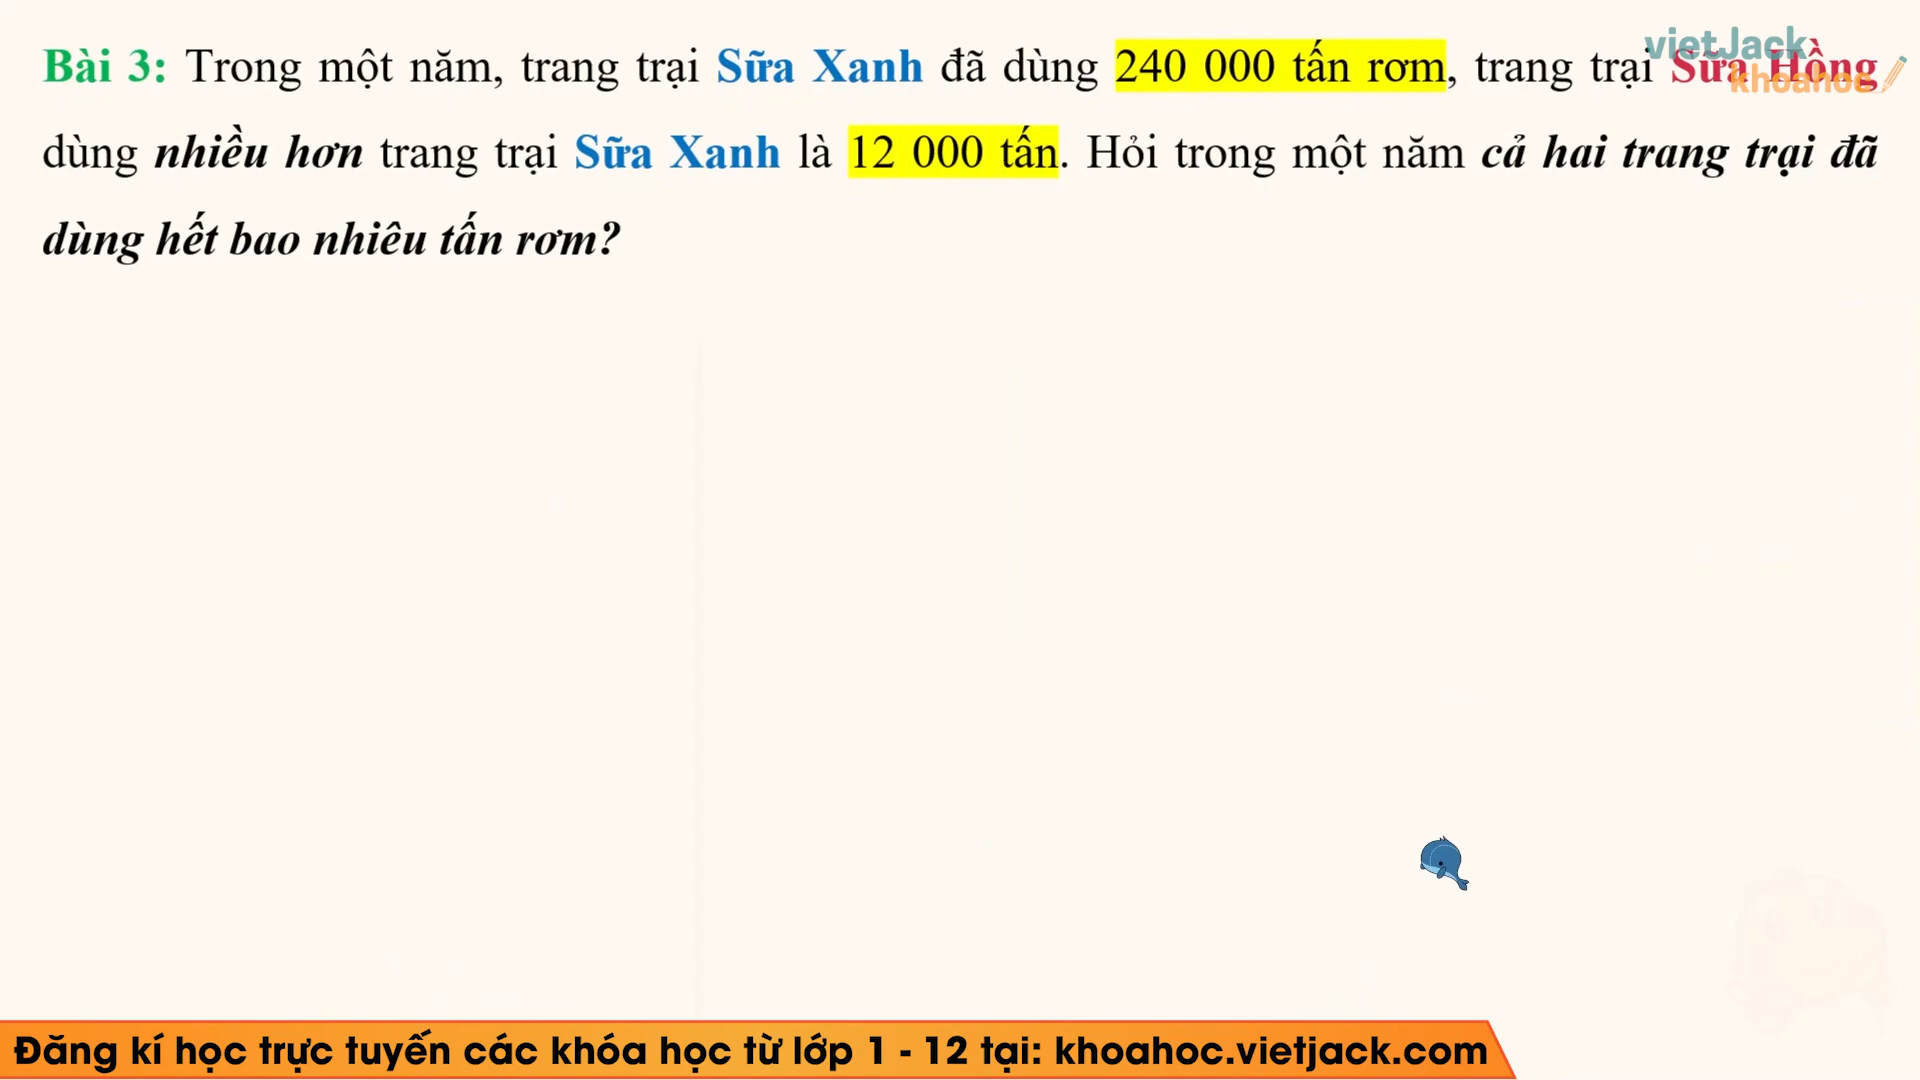 Bài 3: Trong một năm, trang trại Sữa Xanh đã dùng 240 000 tấn rơm, trang trại Sữa Hồng
dùng nhiều hơn trang trại Sữa Xanh là 12 000 tấn. Hỏi trong một năm cả hai trang trại đã
dùng hết bao nhiêu tấn rơm?
vietJack
khoahoc
Đăng kí học trực tuyến các khóa học từ lớp 1 - 12 tại: khoahoc.vietjack.com